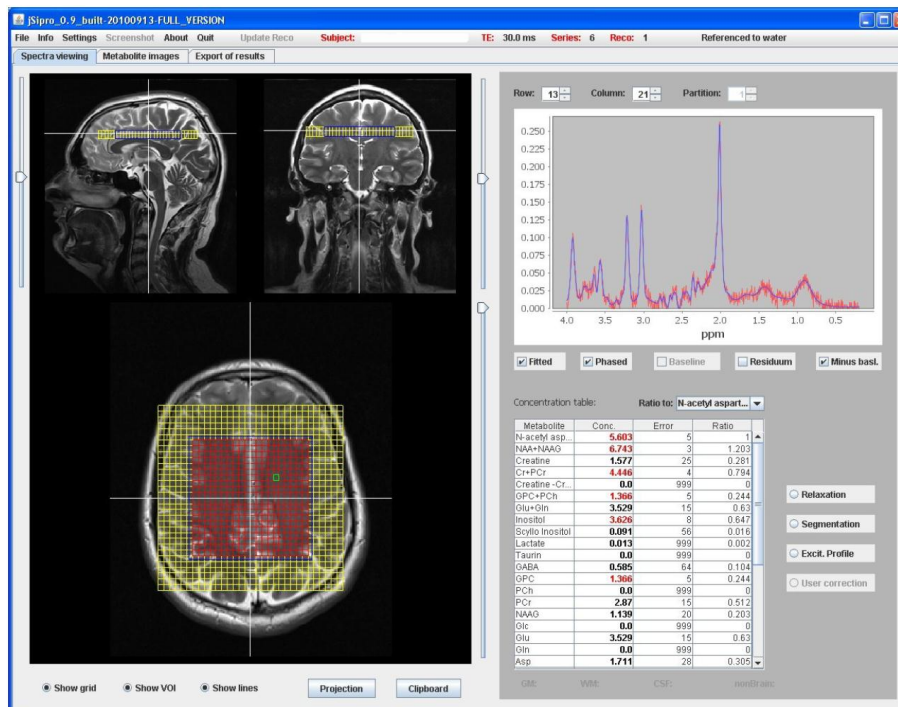 jSipro_0.9_built-20100913-FULL_VERSION
File Info Settings Screenshot About Quit Update Reco Subject: TE: 30.0 ms Series: 6 Reco: 1 Referenced to water
Spectra viewing Metabolite images Export of results
Row: 13 Column: 21 Partition: 1
0.250
0.225
0.200
0.175
0.150
0.125
0.100
0.075
0.050
0.025
0.000
4.0 3.5 3.0 2.5 2.0 1.5 1.0 0.5
ppm
Fitted Phased Baseline Residuum Minus basl.
Concentration table: Ratio to: N-acetyl aspart...
Metabolite Conc. Error Ratio
N-acetyl asp... 5.603 5 1
NAA+NAAG 6.743 3 1.203
Creatine 1.577 25 0.281
Cr+PCr 4.446 4 0.794
Creatine -Cr... 0.0 999 0
GPC+PCh 1.366 5 0.244
Glu+Gln 3.529 15 0.63
Inositol 3.626 8 0.647
Scyllo Inositol 0.091 56 0.016
Lactate 0.013 999 0.002
Taurin 0.0 999 0
GABA 0.585 64 0.104
GPC 1.366 5 0.244
PCh 0.0 999 0
PCr 2.87 15 0.512
NAAG 1.139 20 0.203
Glc 0.0 999 0
Glu 3.529 15 0.63
Gln 0.0 999 0
Asp 1.711 28 0.305
Relaxation
Segmentation
Excit. Profile
User correction
Show grid Show VOI Show lines Projection Clipboard
GM: WM: CSF: nonBrain: